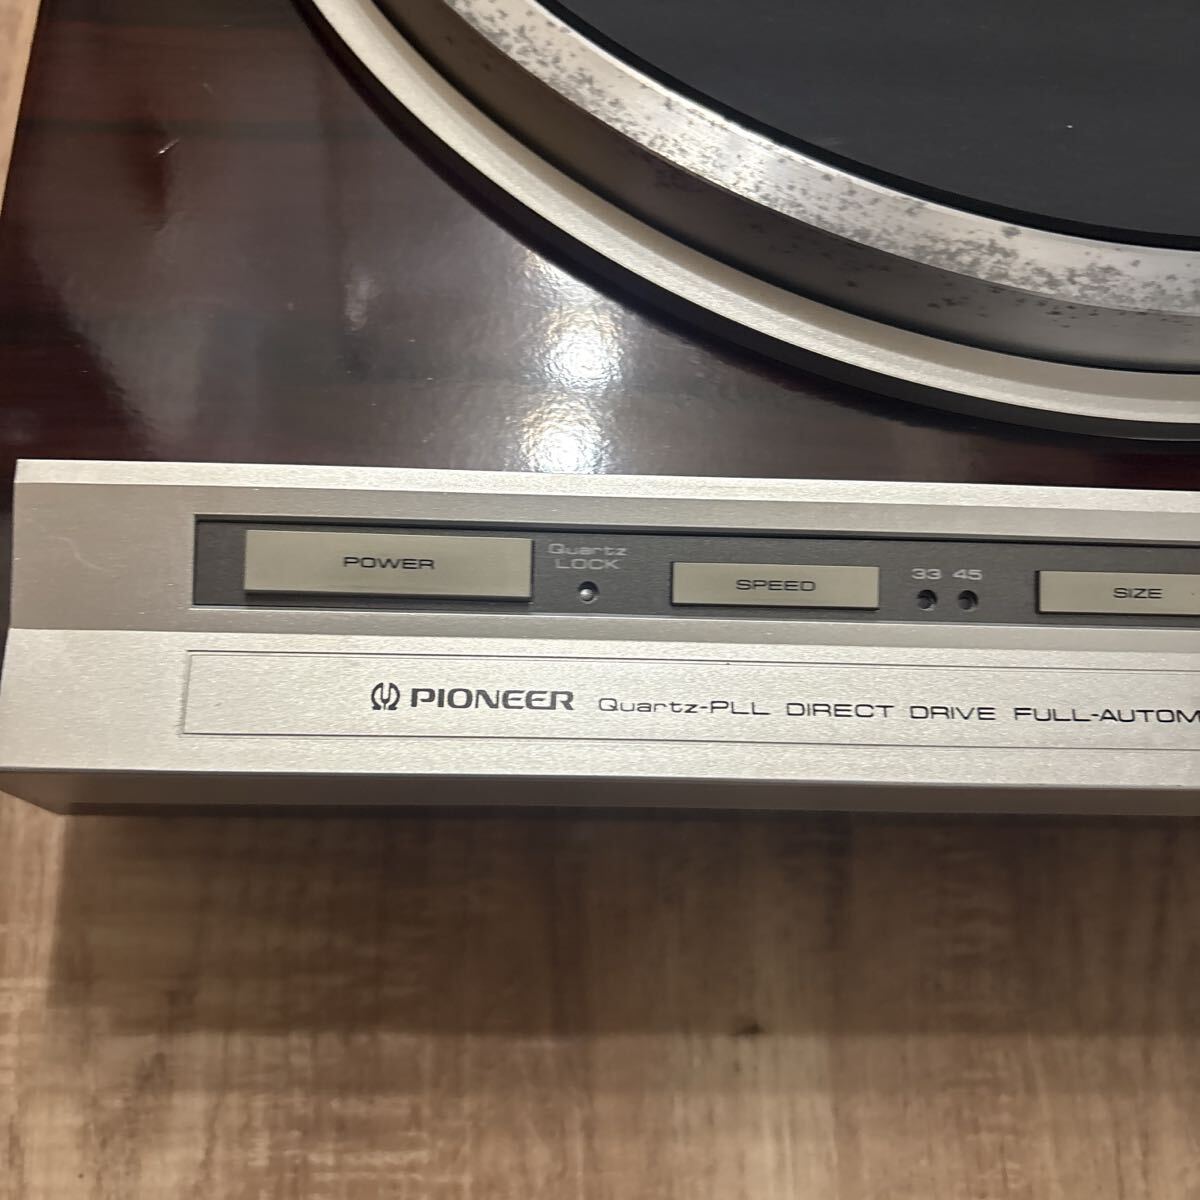 POWER
Quartz
LOCK
SPEED
33 45
SIZE
PIONEER Quartz-PLL DIRECT DRIVE FULL-AUTOM